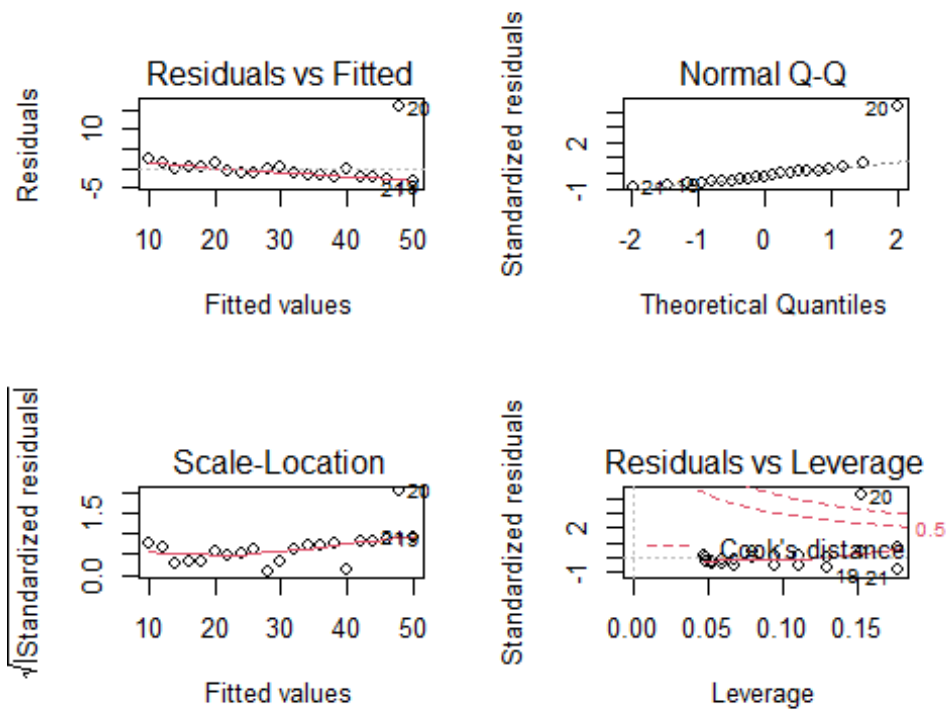 Residuals vs Fitted
Residuals
10
-5
20
10 20 30 40 50
Fitted values
Normal Q-Q
Standardized residuals
2
-1
20
21
-2 -1 0 1 2
Theoretical Quantiles
Scale-Location
√|Standardized residuals|
1.5
0.0
20
10 20 30 40 50
Fitted values
Residuals vs Leverage
Standardized residuals
2
-1
20
0.5
Cook's distance
19
21
0.00 0.05 0.10 0.15
Leverage